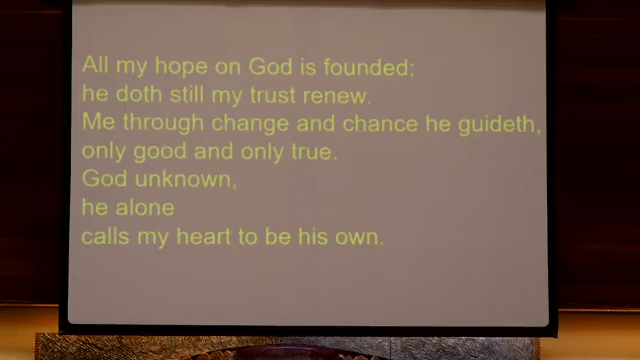 All my hope on God is founded;
he doth still my trust renew.
Me through change and chance he guideth,
only good and only true.
God unknown,
he alone
calls my heart to be his own.